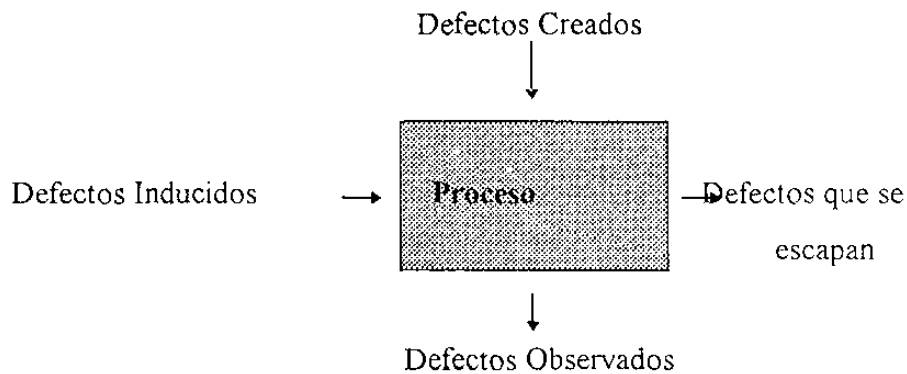 Defectos Creados
Defectos Inducidos
Proceso
Defectos que se
escapan
Defectos Observados